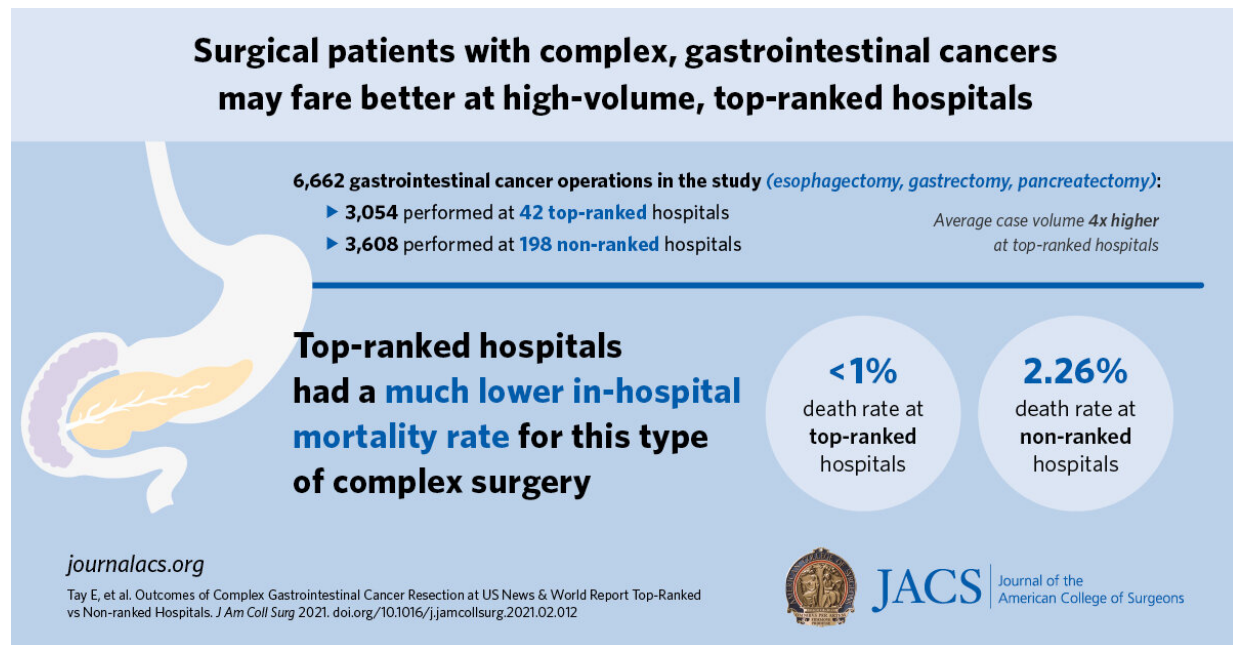 Surgical patients with complex, gastrointestinal cancers
may fare better at high-volume, top-ranked hospitals
6,662 gastrointestinal cancer operations in the study (esophagectomy, gastrectomy, pancreatectomy):
▶ 3,054 performed at 42 top-ranked hospitals
▶ 3,608 performed at 198 non-ranked hospitals
Average case volume 4x higher
at top-ranked hospitals
Top-ranked hospitals
had a much lower in-hospital
mortality rate for this type
of complex surgery
<1%
death rate at
top-ranked
hospitals
2.26%
death rate at
non-ranked
hospitals
journalacs.org
Tay E, et al. Outcomes of Complex Gastrointestinal Cancer Resection at US News & World Report Top-Ranked
vs Non-ranked Hospitals. J Am Coll Surg 2021. doi.org/10.1016/j.jamcollsurg.2021.02.012
JACS
Journal of the
American College of Surgeons